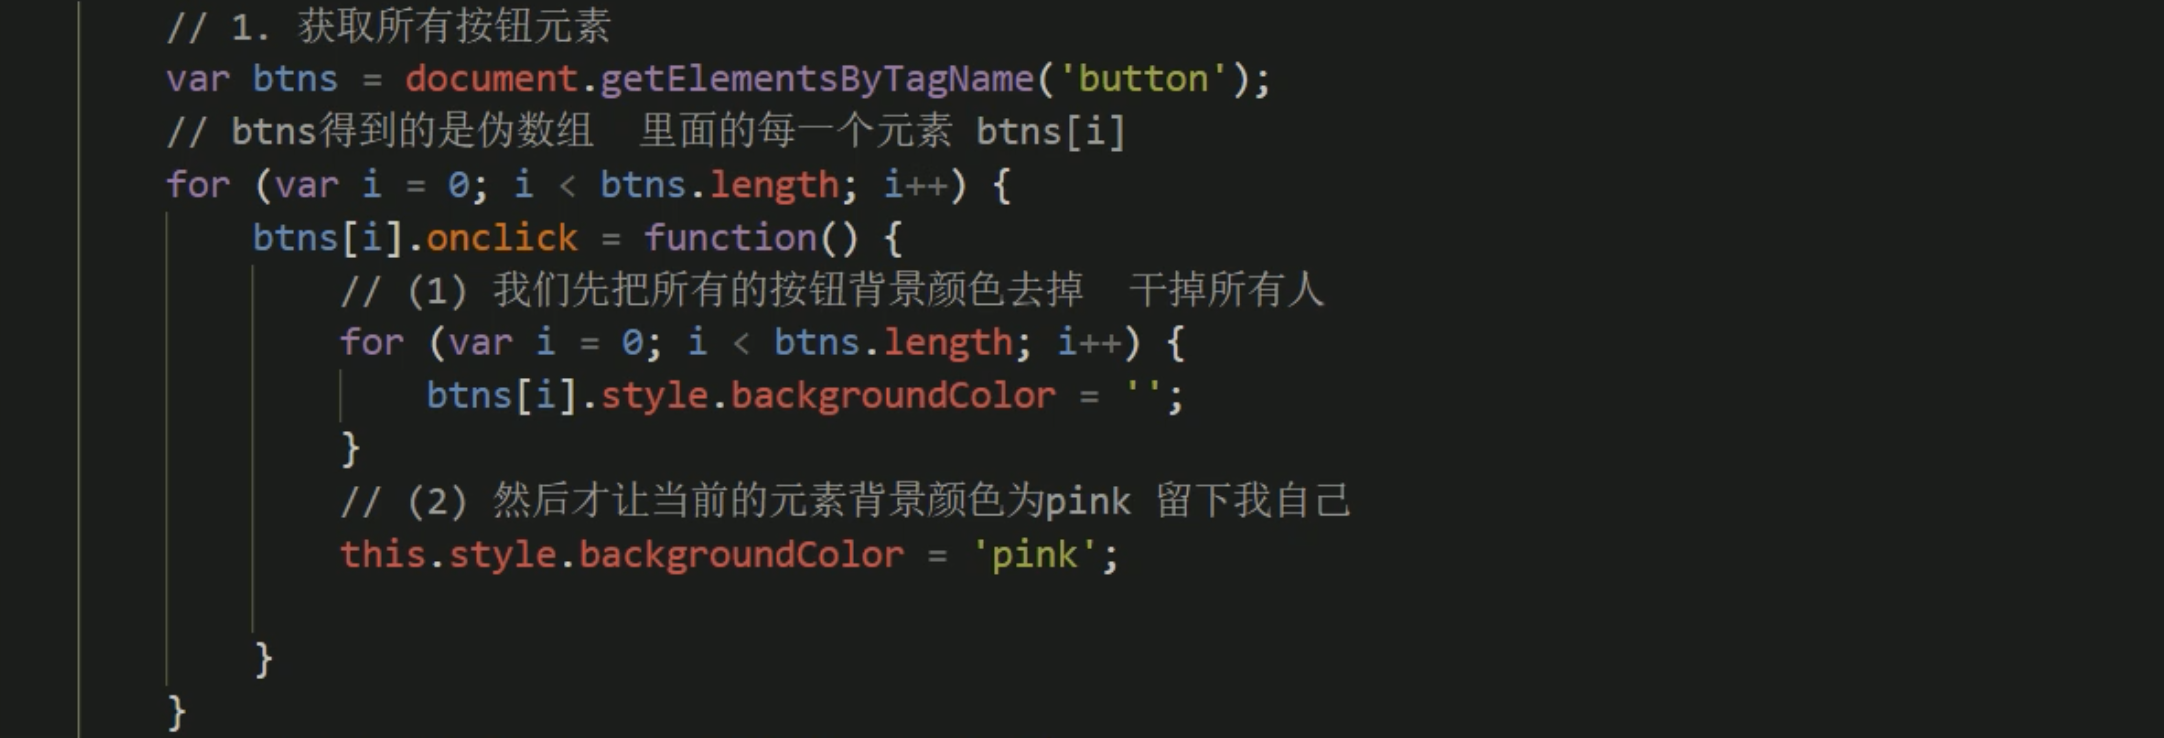 // 1. 获取所有按钮元素
var btns = document.getElementsByTagName('button');
// btns得到的是伪数组  里面的每一个元素 btns[i]
for (var i = 0; i < btns.length; i++) {
    btns[i].onclick = function() {
        // (1) 我们先把所有的按钮背景颜色去掉  干掉所有人
        for (var i = 0; i < btns.length; i++) {
            btns[i].style.backgroundColor = '';
        }
        // (2) 然后才让当前的元素背景颜色为pink 留下我自己
        this.style.backgroundColor = 'pink';
    }
}